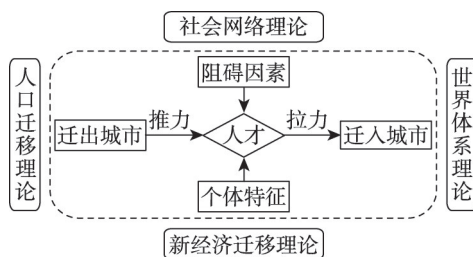 社会网络理论
人口迁移理论
阻碍因素
迁出城市
推力
人才
拉力
迁入城市
个体特征
世界体系理论
新经济迁移理论